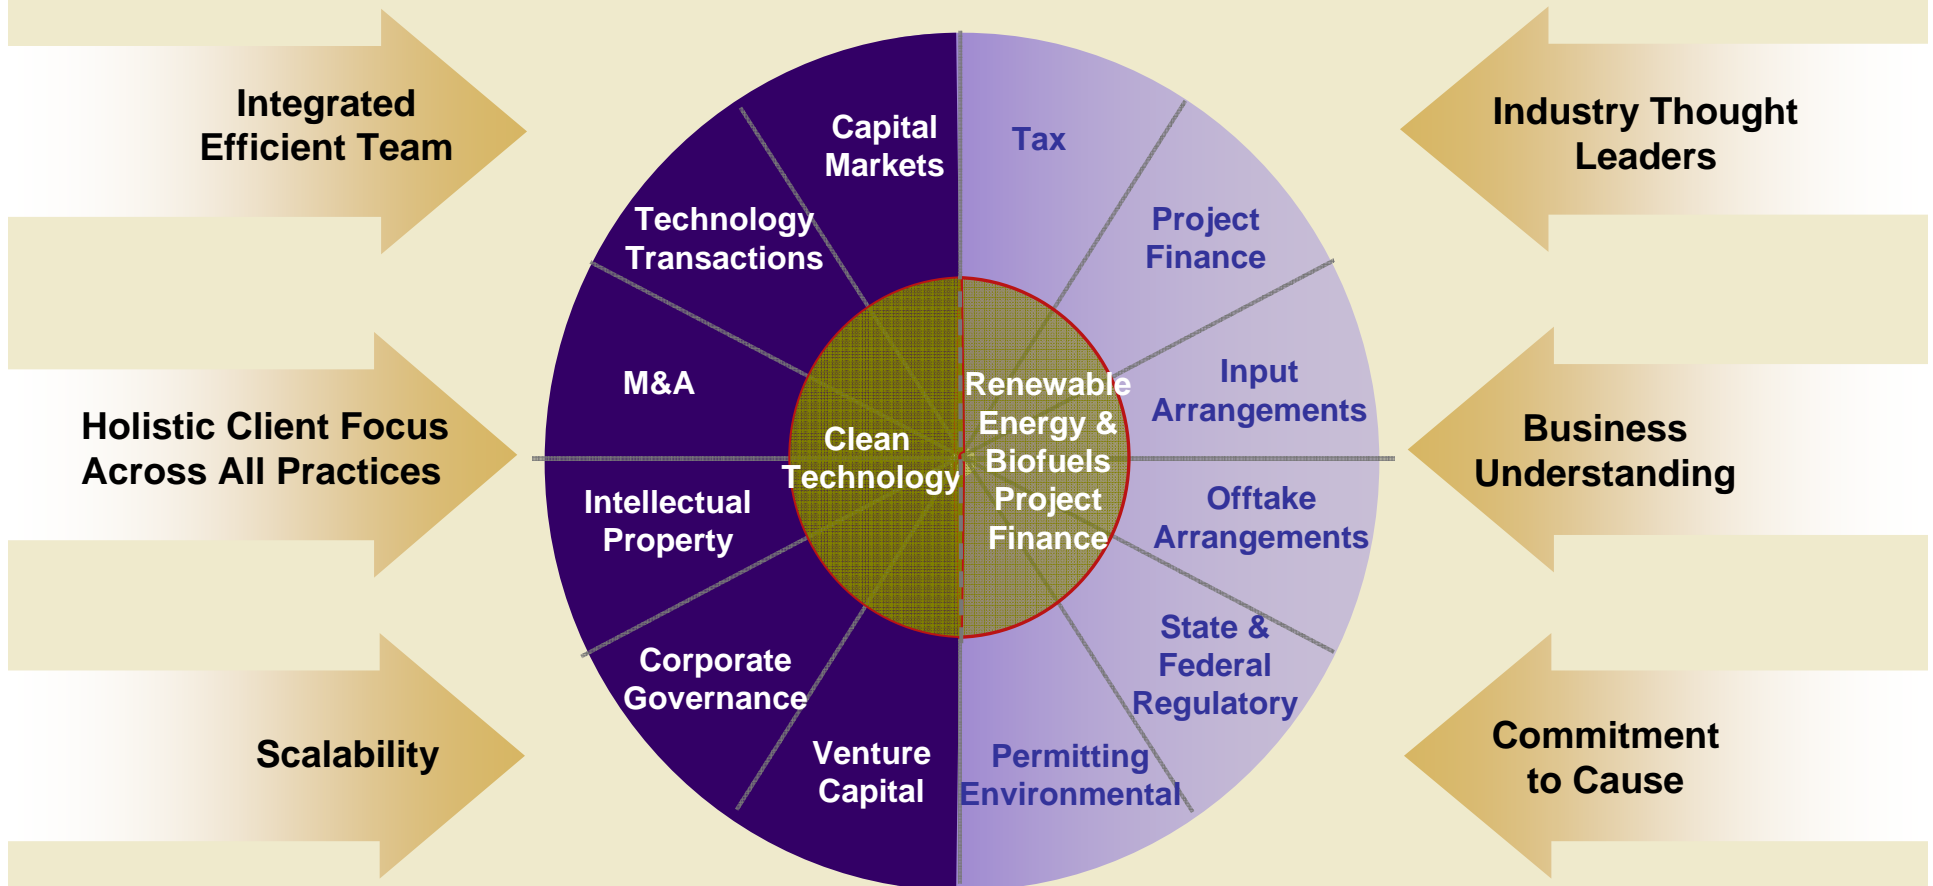 Integrated
Efficient Team
Holistic Client Focus
Across All Practices
Scalability
Capital
Markets
Technology
Transactions
M&A
Intellectual
Property
Corporate
Governance
Venture
Capital
Clean
Technology
Renewable
Energy &
Biofuels
Project
Finance
Tax
Project
Finance
Input
Arrangements
Offtake
Arrangements
State &
Federal
Regulatory
Permitting
Environmental
Industry Thought
Leaders
Business
Understanding
Commitment
to Cause